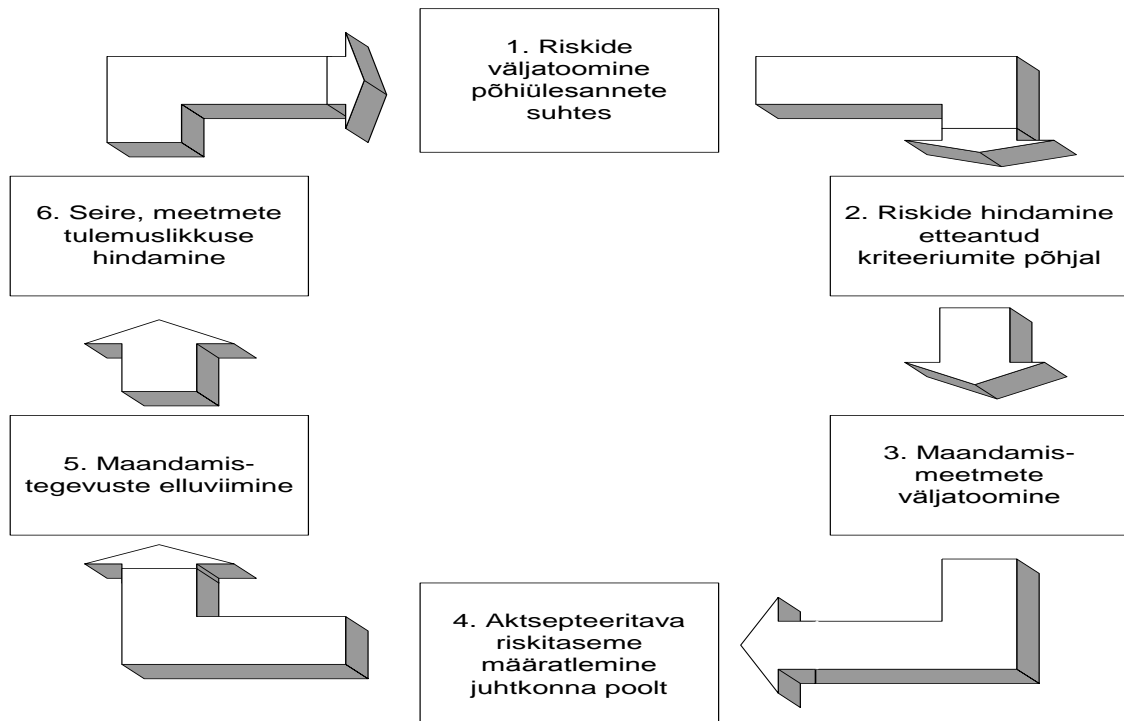 1. Riskide
väljatoomine
põhiülesannete
suhtes
2. Riskide hindamine
etteantud
kriteeriumite põhjal
3. Maandamis-
meetmete
väljatoomine
4. Aktsepteeritava
riskitaseme
määratlemine
juhtkonna poolt
5. Maandamis-
tegevuste elluviimine
6. Seire, meetmete
tulemuslikkuse
hindamine